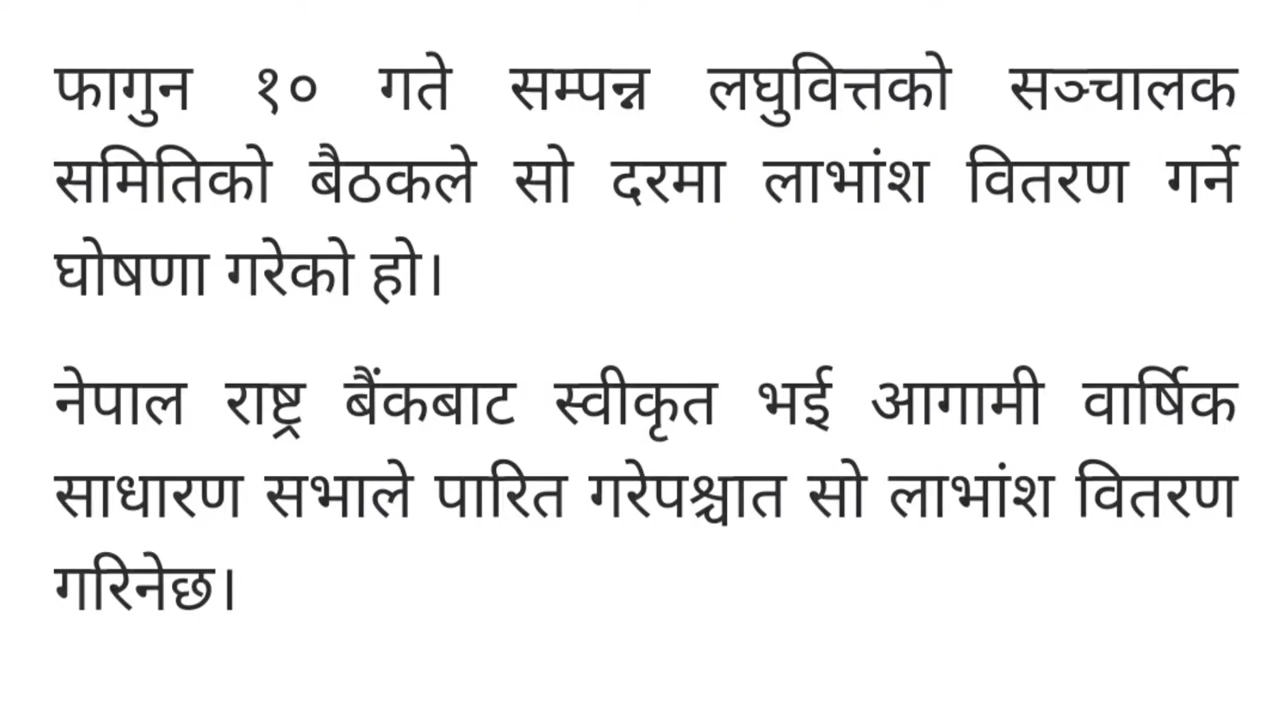 फागुन १० गते सम्पन्न लघुवित्तको सञ्चालक
समितिको बैठकले सो दरमा लाभांश वितरण गर्ने
घोषणा गरेको हो।
नेपाल राष्ट्र बैंकबाट स्वीकृत भई आगामी वार्षिक
साधारण सभाले पारित गरेपश्चात सो लाभांश वितरण
गरिनेछ।